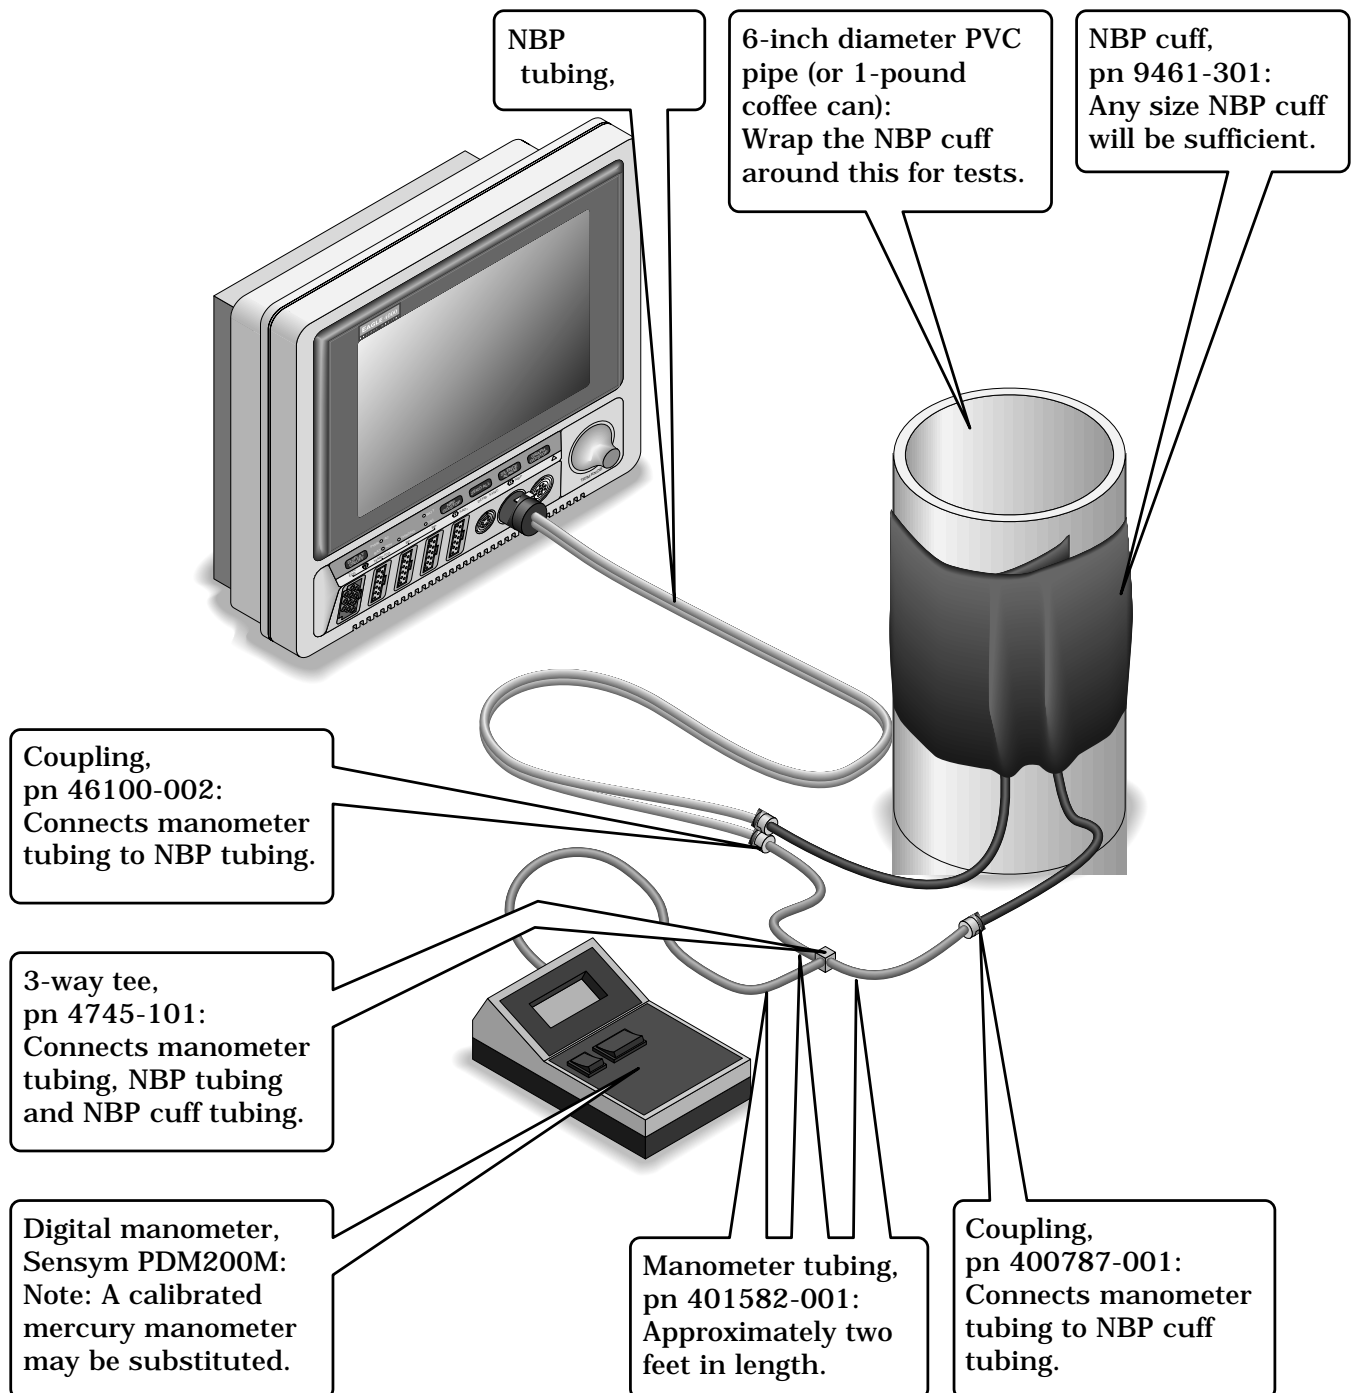 NBP
tubing,
6-inch diameter PVC
pipe (or 1-pound
coffee can):
Wrap the NBP cuff
around this for tests.
NBP cuff,
pn 9461-301:
Any size NBP cuff
will be sufficient.
Coupling,
pn 46100-002:
Connects manometer
tubing to NBP tubing.
3-way tee,
pn 4745-101:
Connects manometer
tubing, NBP tubing
and NBP cuff tubing.
Digital manometer,
Sensym PDM200M:
Note: A calibrated
mercury manometer
may be substituted.
Manometer tubing,
pn 401582-001:
Approximately two
feet in length.
Coupling,
pn 400787-001:
Connects manometer
tubing to NBP cuff
tubing.